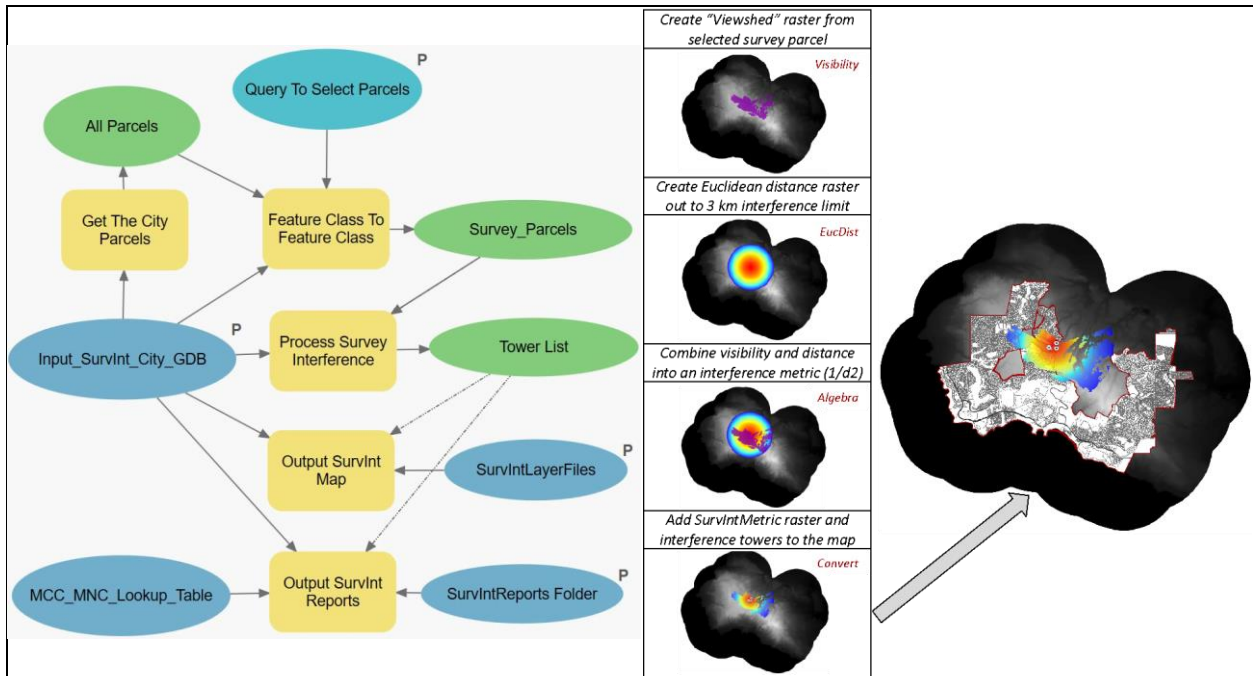 Query To Select Parcels
P
All Parcels
Get The City
Parcels
Feature Class To
Feature Class
Survey_Parcels
Input_SurvInt_City_GDB
P
Process Survey
Interference
Tower List
Output SurvInt
Map
SurvIntLayerFiles
P
MCC_MNC_Lookup_Table
Output SurvInt
Reports
SurvIntReports Folder
P
Create "Viewshed" raster from
selected survey parcel
Visibility
Create Euclidean distance raster
out to 3 km interference limit
EucDist
Combine visibility and distance
into an interference metric (1/d2)
Algebra
Add SurvIntMetric raster and
interference towers to the map
Convert